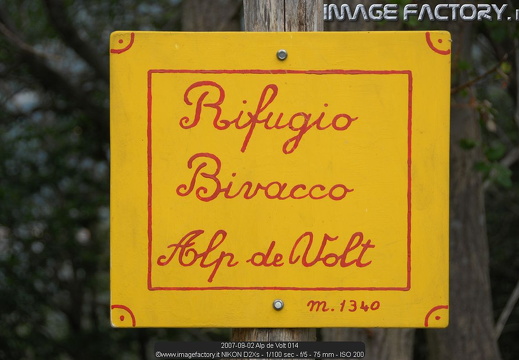 IMAGE FACTORY.
Rifugio
Bivacco
Alp de Volt
m. 1340
2007-09-02 Alp de Volt 014
©www.imagefactory.it NIKON D2Xs - 1/100 sec - f/5 - 75 mm - ISO 200